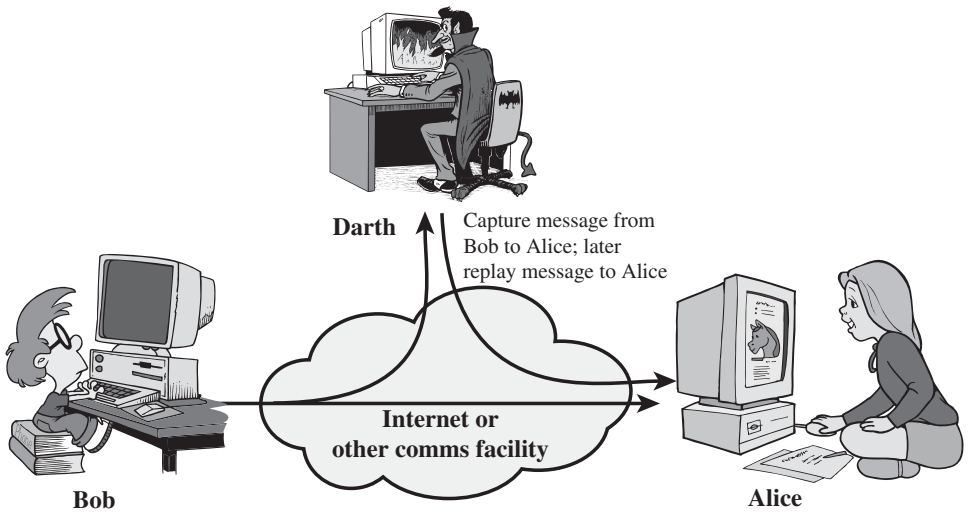 Darth
Capture message from
Bob to Alice; later
replay message to Alice
Internet or
other comms facility
Bob
Alice